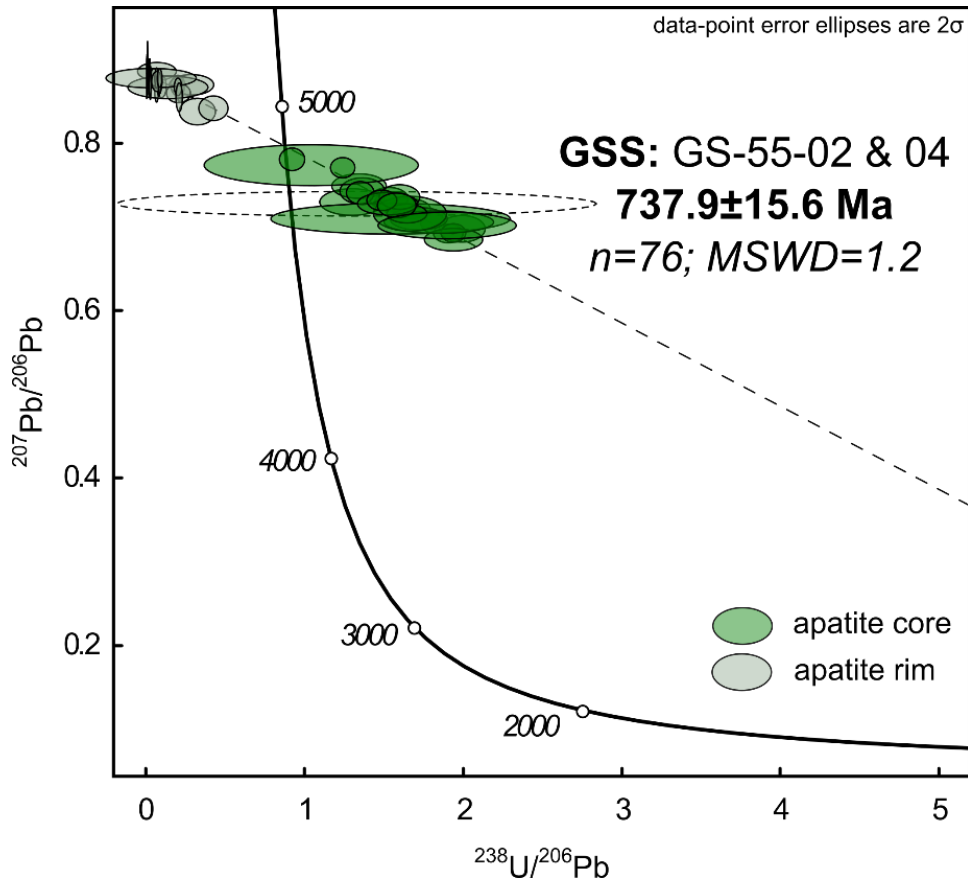 data-point error ellipses are 2σ
5000
0.8
GSS: GS-55-02 & 04
737.9±15.6 Ma
n=76; MSWD=1.2
0.6
207Pb/206Pb
4000
0.4
3000
apatite core
0.2
apatite rim
2000
0 1 2 3 4 5
238U/206Pb